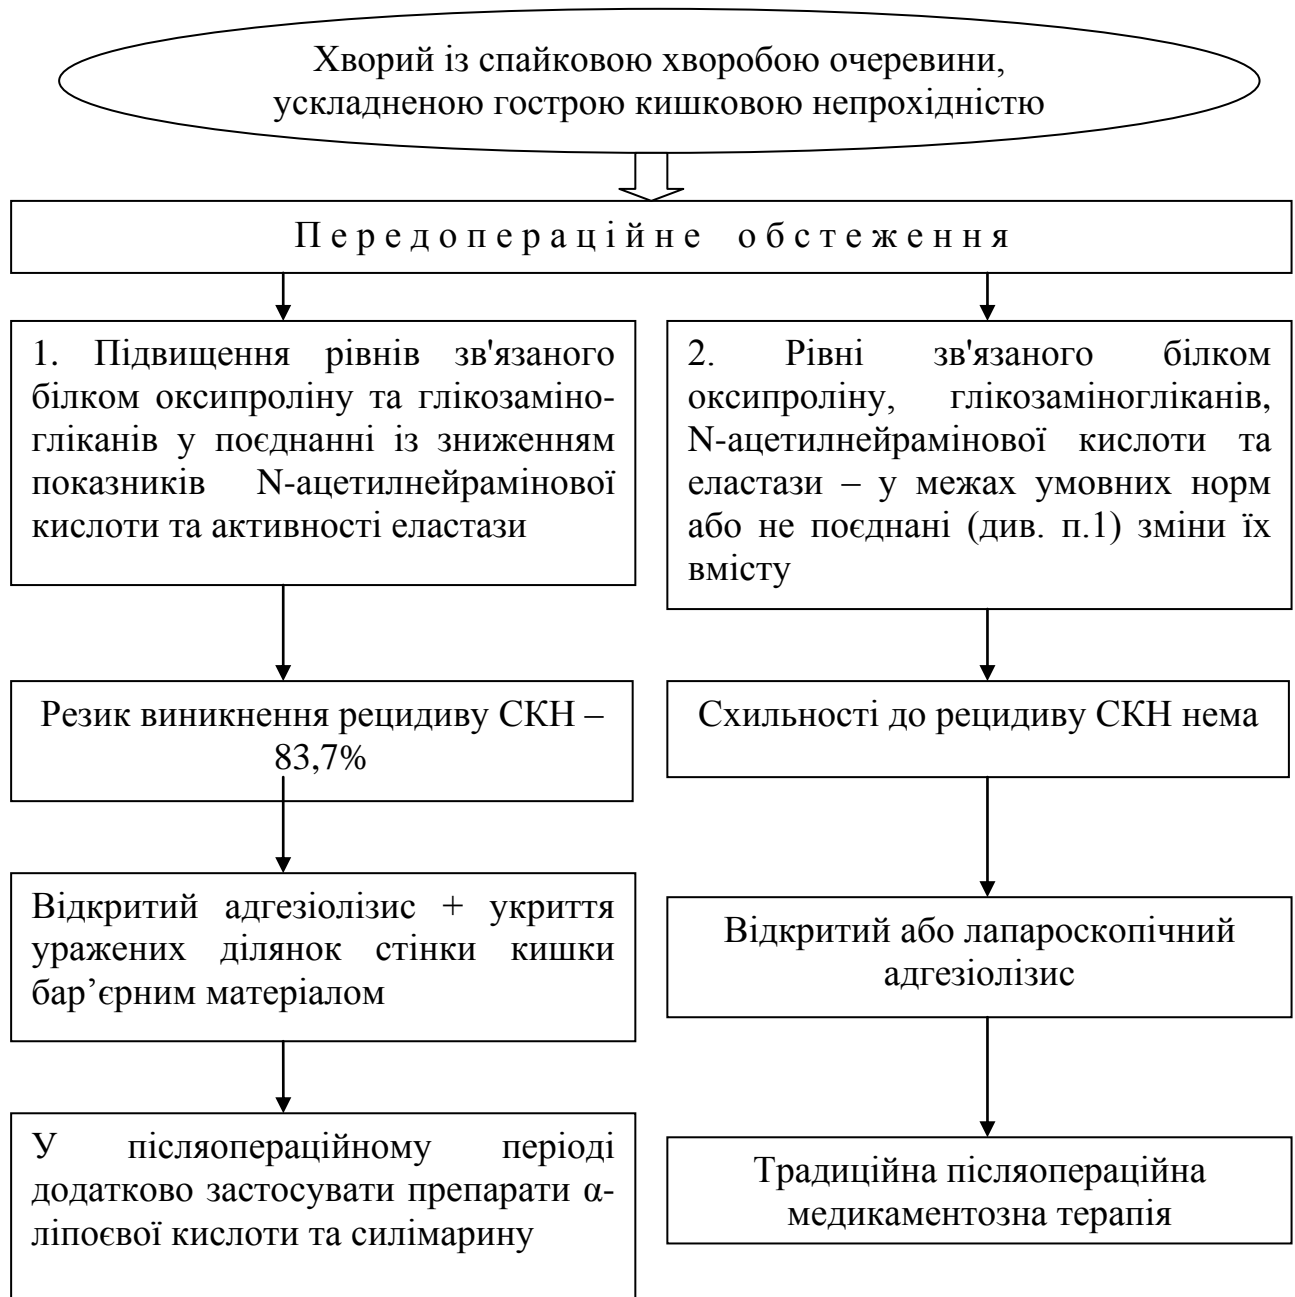 Хворий із спайковою хворобою очеревини,
ускладненою гострою кишковою непрохідністю
Передопераційне обстеження
1. Підвищення рівнів зв'язаного
білком оксипроліну та глікозаміно-
гліканів у поєднанні із зниженням
показників N-ацетилнейрамінової
кислоти та активності еластази
2. Рівні зв'язаного білком
оксипроліну, глікозаміногліканів,
N-ацетилнейрамінової кислоти та
еластази – у межах умовних норм
або не поєднані (див. п.1) зміни їх
вмісту
Резик виникнення рецидиву СКН –
83,7%
Схильності до рецидиву СКН нема
Відкритий адгезіолізис + укриття
уражених ділянок стінки кишки
бар’єрним матеріалом
Відкритий або лапароскопічний
адгезіолізис
У післяопераційному періоді
додатково застосувати препарати α-
ліпоєвої кислоти та силімарину
Традиційна післяопераційна
медикаментозна терапія